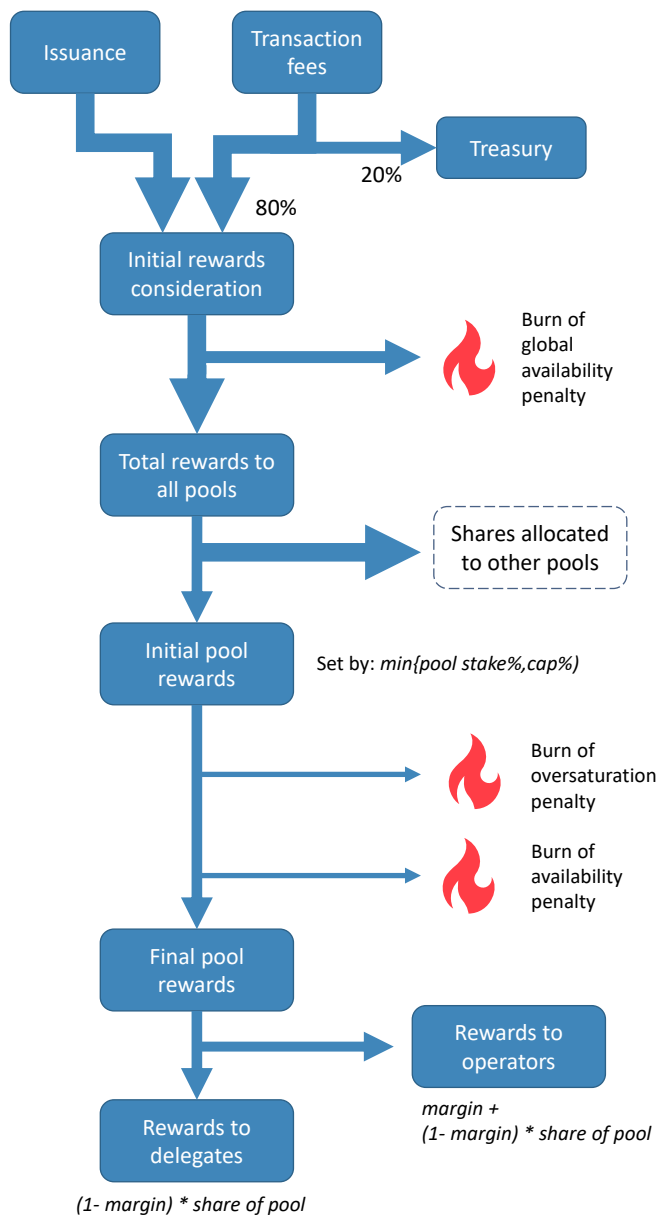 Issuance
Transaction
fees
Treasury
20%
80%
Initial rewards
consideration
Burn of
global
availability
penalty
Total rewards to
all pools
Shares allocated
to other pools
Initial pool
rewards
Set by: min{pool stake%,cap%)
Burn of
oversaturation
penalty
Burn of
availability
penalty
Final pool
rewards
Rewards to
operators
margin +
(1- margin) * share of pool
Rewards to
delegates
(1- margin) * share of pool